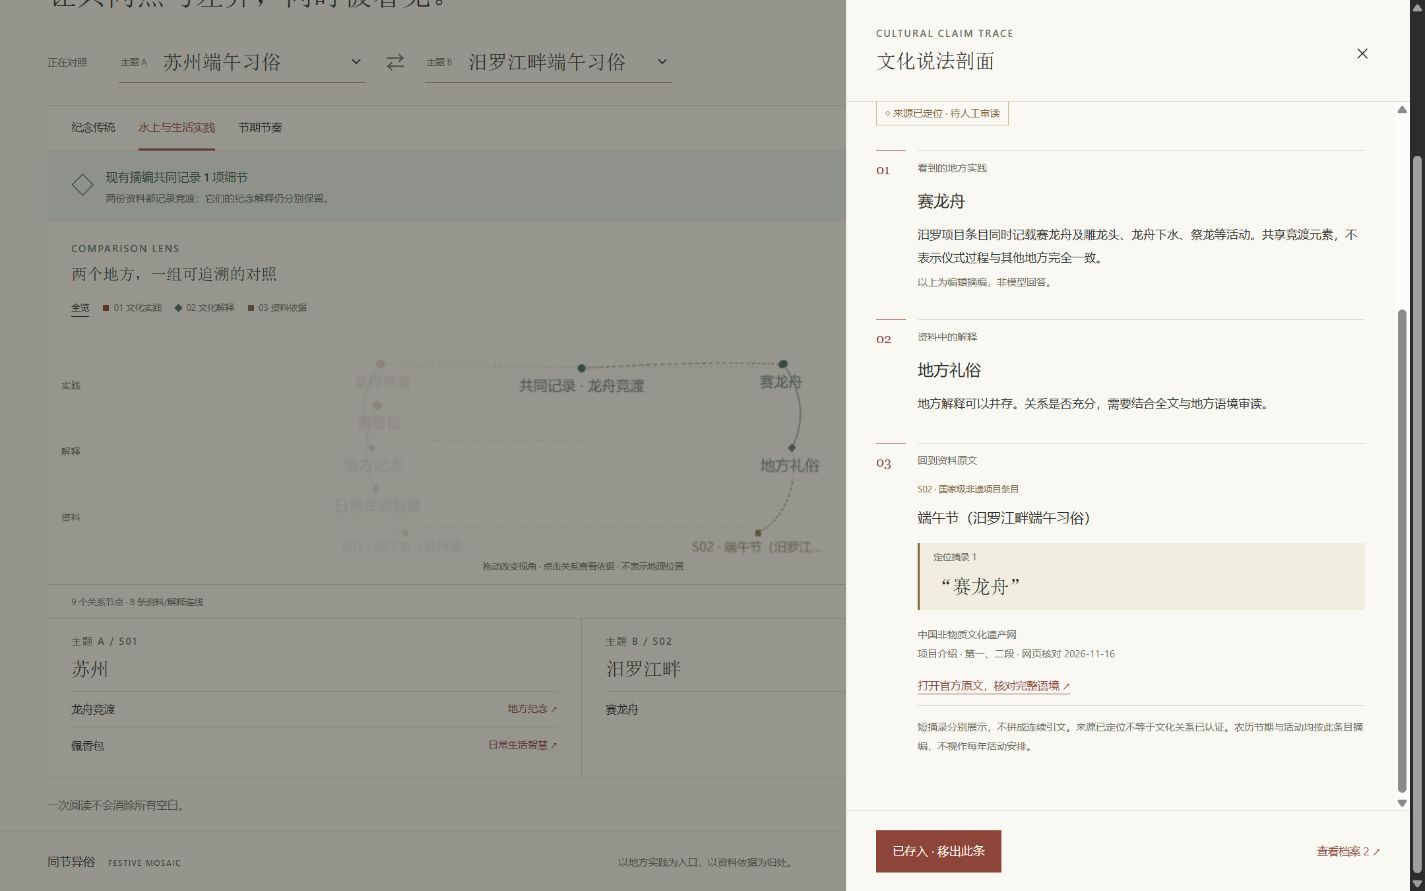 让共同点与差异，同时被看见。
正在对照
主题 A 苏州端午习俗
主题 B 汨罗江畔端午习俗
纪念传统
水上与生活实践
节期节奏
现有摘编共同记录 1 项细节
两份资料都记录竞渡；它们的纪念解释仍分别保留。
COMPARISON LENS
两个地方，一组可追溯的对照
全览
01 文化实践
02 文化解释
03 资料依据
实践
解释
资料
龙舟竞渡
佩香包
地方纪念
日常生活智慧
S01 · 端午节（苏州端...
共同记录 · 龙舟竞渡
赛龙舟
地方礼俗
S02 · 端午节（汨罗江...
拖动改变视角 · 点击关系查看依据 · 不表示地理位置
9 个关系节点 · 8 条资料/解释连线
主题 A / S01
苏州
龙舟竞渡 地方纪念 ↗
佩香包 日常生活智慧 ↗
主题 B / S02
汨罗江畔
赛龙舟
一次阅读不会消除所有空白。
同节异俗 FESTIVE MOSAIC
以地方实践为入口，以资料依据为归处。
CULTURAL CLAIM TRACE
文化说法剖面
来源已定位 · 待人工审读
01 看到的地方实践
赛龙舟
汨罗项目条目同时记载赛龙舟及雕龙头、龙舟下水、祭龙等活动。共享竞渡元素，不
表示仪式过程与其他地方完全一致。
以上为编辑摘编，非模型回答。
02 资料中的解释
地方礼俗
地方解释可以并存。关系是否充分，需要结合全文与地方语境审读。
03 回到资料原文
S02 · 国家级非遗项目条目
端午节（汨罗江畔端午习俗）
定位摘录 1
“赛龙舟”
中国非物质文化遗产网
项目介绍 · 第一、二段 · 网页核对 2026-11-16
打开官方原文，核对完整语境 ↗
短摘录分别展示，不拼成连续引文。来源已定位不等于文化关系已认证。农历节期与活动均按此条目摘
编，不视作每年活动安排。
已存入 · 移出此条
查看档案 2 ↗